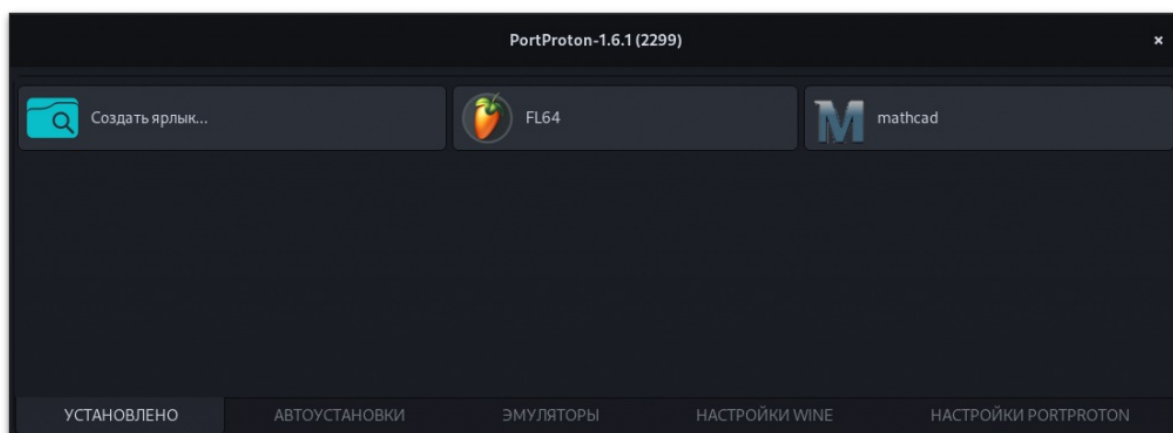 PortProton-1.6.1 (2299)
Создать ярлык...
FL64
mathcad
УСТАНОВЛЕНО
АВТОУСТАНОВКИ
ЭМУЛЯТОРЫ
НАСТРОЙКИ WINE
НАСТРОЙКИ PORTPROTON